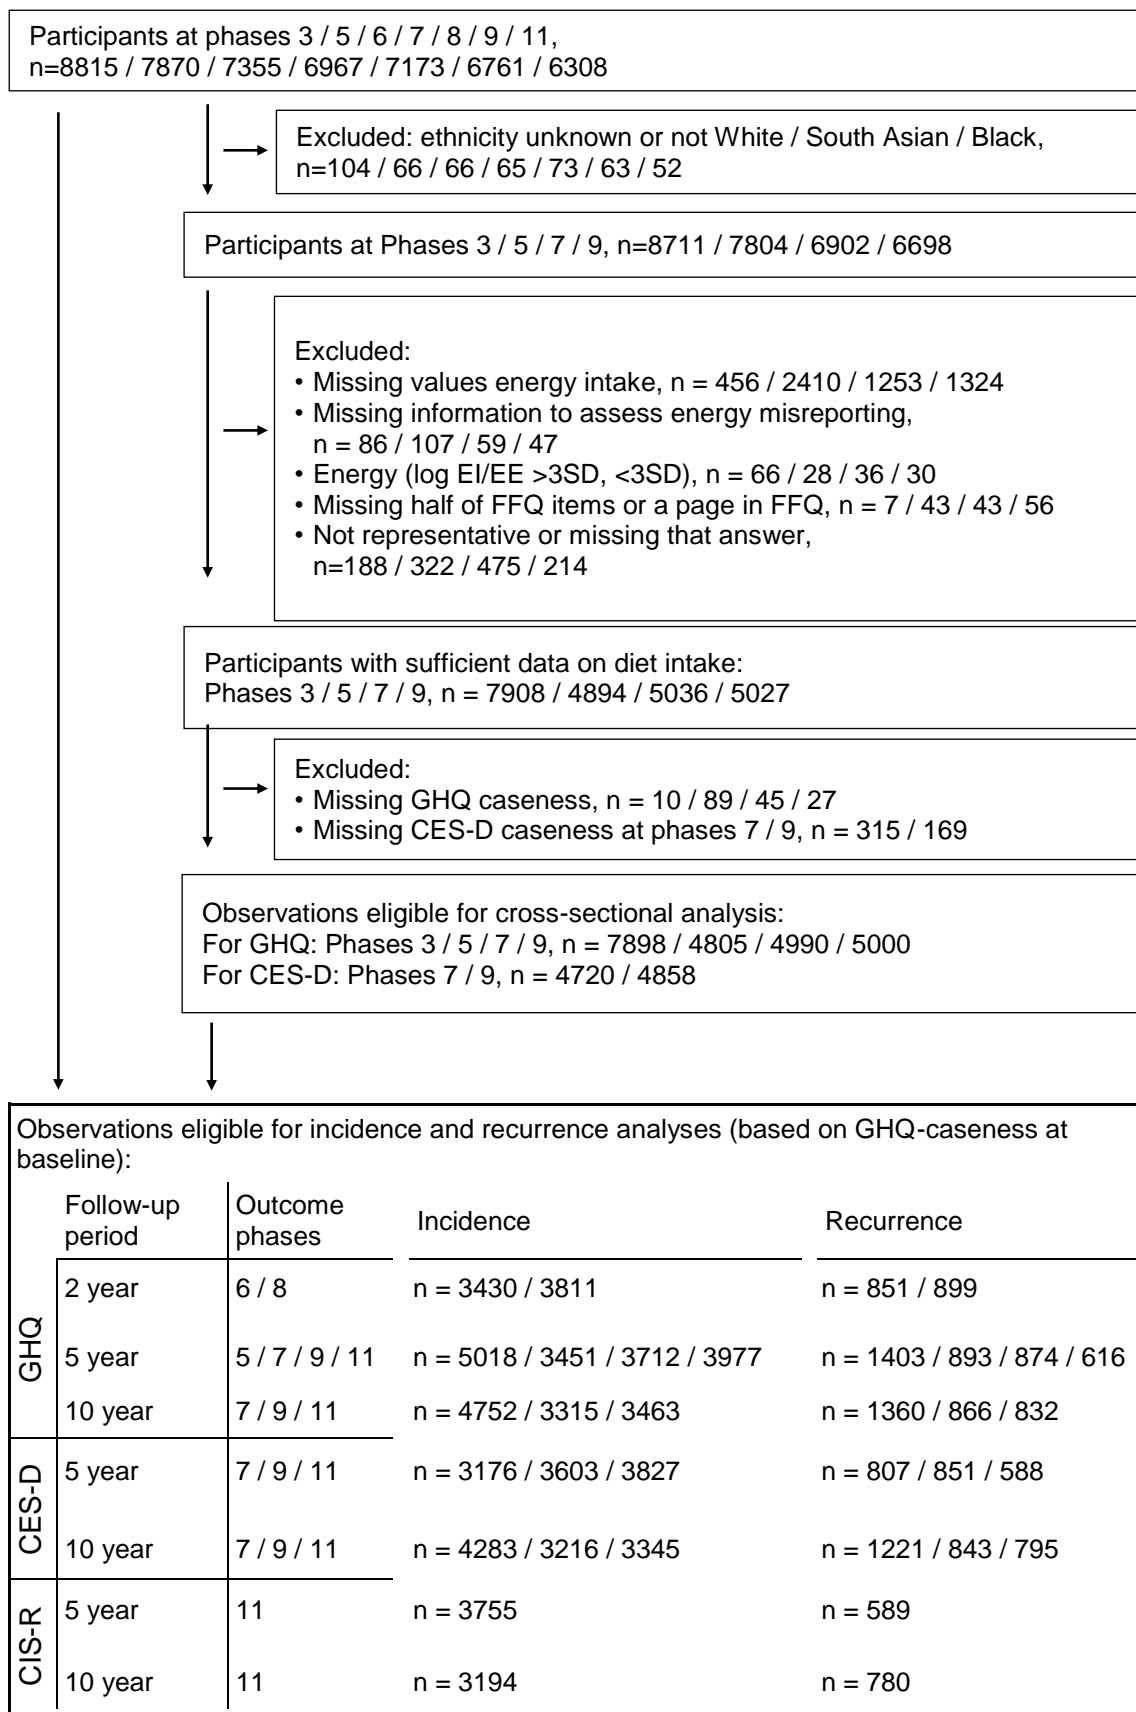 Participants at phases 3 / 5 / 6 / 7 / 8 / 9 / 11,
n=8815 / 7870 / 7355 / 6967 / 7173 / 6761 / 6308
Excluded: ethnicity unknown or not White / South Asian / Black,
n=104 / 66 / 66 / 65 / 73 / 63 / 52
Participants at Phases 3 / 5 / 7 / 9, n=8711 / 7804 / 6902 / 6698
Excluded:
• Missing values energy intake, n = 456 / 2410 / 1253 / 1324
• Missing information to assess energy misreporting,
n = 86 / 107 / 59 / 47
• Energy (log EI/EE >3SD, <3SD), n = 66 / 28 / 36 / 30
• Missing half of FFQ items or a page in FFQ, n = 7 / 43 / 43 / 56
• Not representative or missing that answer,
n=188 / 322 / 475 / 214
Participants with sufficient data on diet intake:
Phases 3 / 5 / 7 / 9, n = 7908 / 4894 / 5036 / 5027
Excluded:
• Missing GHQ caseness, n = 10 / 89 / 45 / 27
• Missing CES-D caseness at phases 7 / 9, n = 315 / 169
Observations eligible for cross-sectional analysis:
For GHQ: Phases 3 / 5 / 7 / 9, n = 7898 / 4805 / 4990 / 5000
For CES-D: Phases 7 / 9, n = 4720 / 4858
Observations eligible for incidence and recurrence analyses (based on GHQ-caseness at
baseline):
Follow-up period Outcome phases Incidence Recurrence
GHQ
2 year 6 / 8 n = 3430 / 3811 n = 851 / 899
5 year 5 / 7 / 9 / 11 n = 5018 / 3451 / 3712 / 3977 n = 1403 / 893 / 874 / 616
10 year 7 / 9 / 11 n = 4752 / 3315 / 3463 n = 1360 / 866 / 832
CES-D
5 year 7 / 9 / 11 n = 3176 / 3603 / 3827 n = 807 / 851 / 588
10 year 7 / 9 / 11 n = 4283 / 3216 / 3345 n = 1221 / 843 / 795
CIS-R
5 year 11 n = 3755 n = 589
10 year 11 n = 3194 n = 780